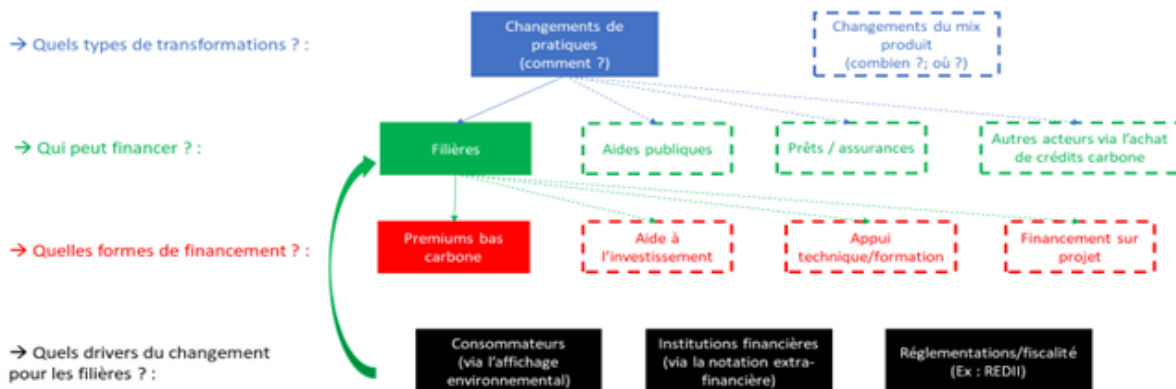 → Quels types de transformations ? :
Changements de
pratiques
(comment ?)
Changements du mix
produit
(combien ?; où ?)
→ Qui peut financer ? :
Filières
Aides publiques
Prêts / assurances
Autres acteurs via l'achat
de crédits carbone
→ Quelles formes de financement ? :
Premiums bas
carbone
Aide à
l'investissement
Appui
technique/formation
Financement sur
projet
→ Quels drivers du changement
pour les filières ? :
Consommateurs
(via l'affichage
environnemental)
Institutions financières
(via la notation extra-
financière)
Réglementations/fiscalité
(Ex : REDII)